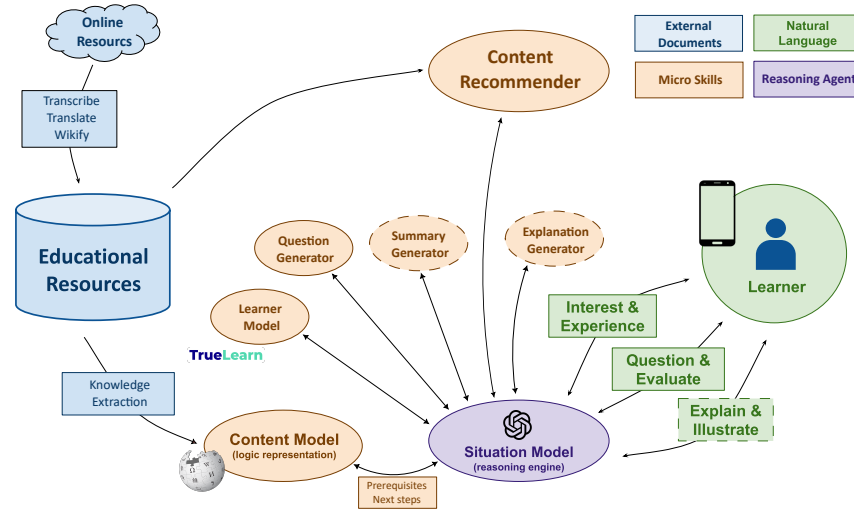 Online
Resourcs
Transcribe
Translate
Wikify
Educational
Resources
Knowledge
Extraction
Content
Recommender
External
Documents
Natural
Language
Micro Skills
Reasoning Agent
Question
Generator
Summary
Generator
Explanation
Generator
Learner
Model
TrueLearn
Learner
Interest &
Experience
Question &
Evaluate
Explain &
Illustrate
Content Model
(logic representation)
Situation Model
(reasoning engine)
Prerequisites
Next steps